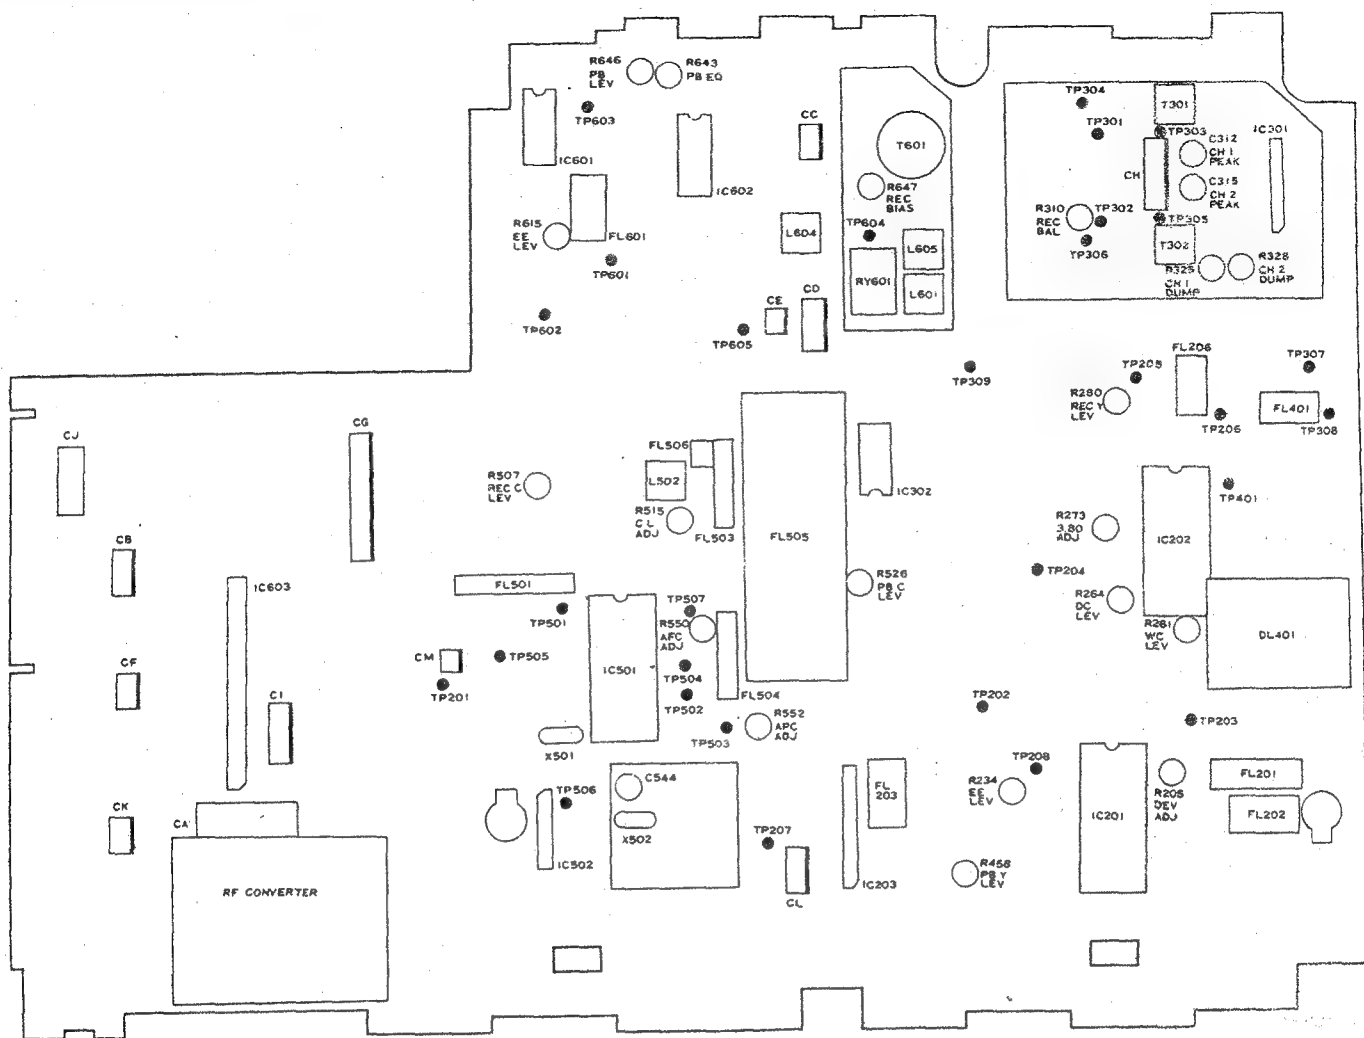 R646
PB
LEV
R643
PB EQ
TP603
IC601
IC602
CC
T601
R647
REC
BIAS
TP604
L604
L605
RY601
L601
R615
EE
LEV
FL601
TP601
TP602
TP605
CE
CD
TP304
TP301
T301
TP303
C312
CH 1
PEAK
IC301
CH
C315
CH 2
PEAK
R310
REC
BAL
TP302
TP305
TP306
T302
R325
CH 1
DUMP
R328
CH 2
DUMP
TP309
FL206
TP205
TP307
R280
REC Y
LEV
TP206
FL401
TP308
CJ
CG
R507
REC C
LEV
FL506
L502
R515
C L
ADJ
FL503
FL505
IC302
TP401
R273
3.80
ADJ
IC202
CB
IC603
FL501
TP501
TP507
R550
AFC
ADJ
R526
PB C
LEV
TP204
R264
DC
LEV
R281
WC
LEV
DL401
CF
CM
TP505
TP201
IC501
TP504
TP502
FL504
CI
X501
TP503
R552
APC
ADJ
TP202
TP203
CK
CA
RF CONVERTER
TP506
IC502
C544
X502
TP207
CL
FL
203
IC203
TP208
R234
EE
LEV
R458
PB Y
LEV
IC201
R205
DEV
ADJ
FL201
FL202